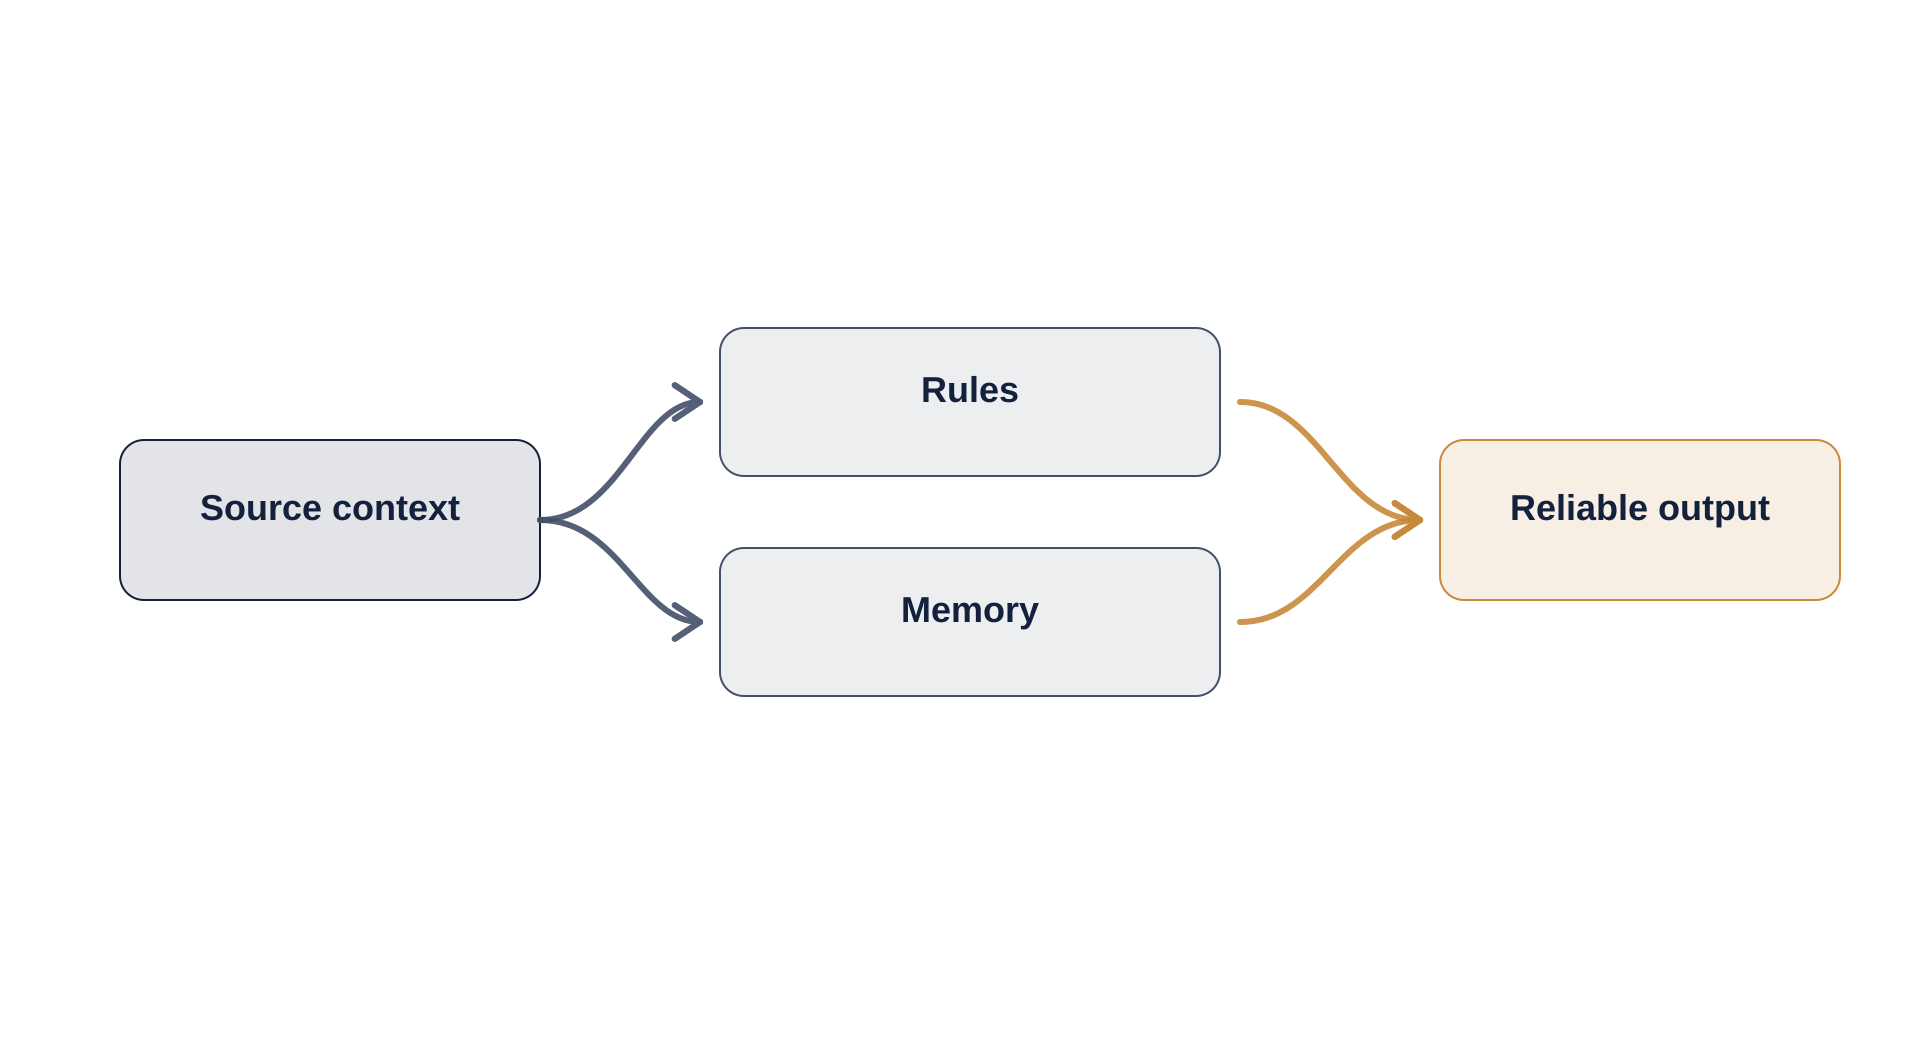 Source context
Rules
Memory
Reliable output